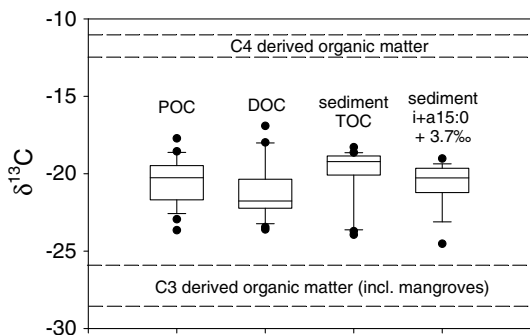 -10
C4 derived organic matter
-15
POC
DOC
sediment
TOC
sediment
i+a15:0
+ 3.7‰
δ¹³C
-20
-25
C3 derived organic matter (incl. mangroves)
-30